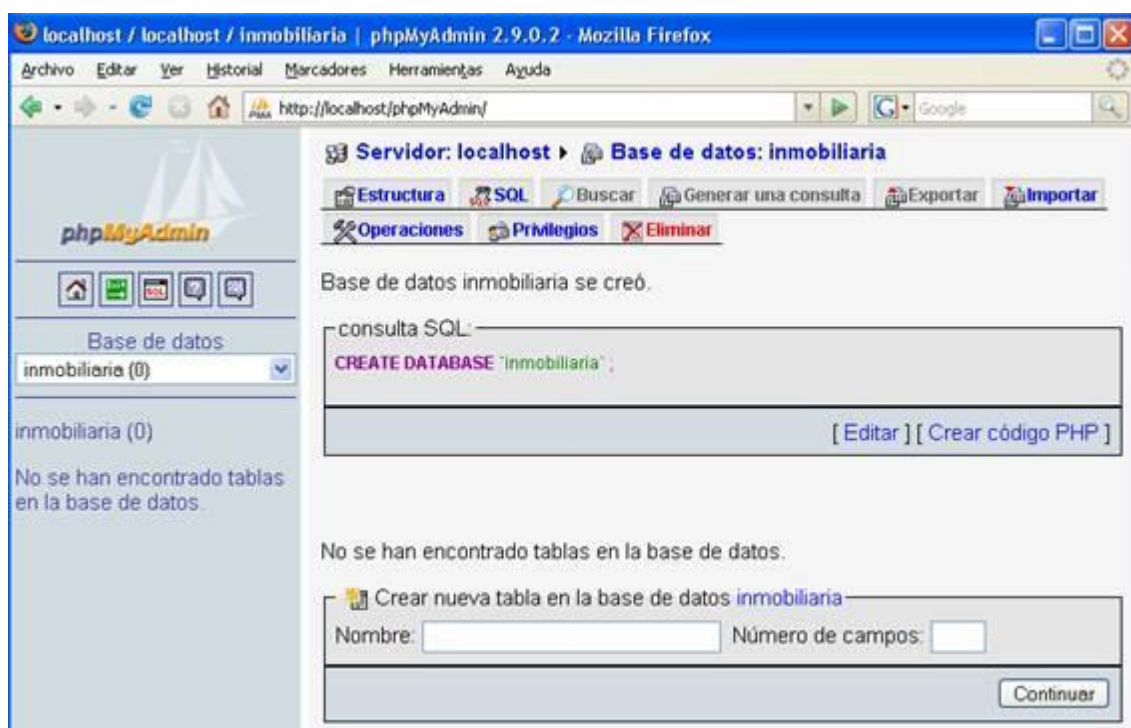 localhost / localhost / inmobiliaria | phpMyAdmin 2.9.0.2 - Mozilla Firefox
Archivo Editar Ver Historial Marcadores Herramientas Ayuda
http://localhost/phpMyAdmin/ Google
phpMyAdmin
Base de datos
inmobiliaria (0)
inmobiliaria (0)
No se han encontrado tablas
en la base de datos.
Servidor: localhost Base de datos: inmobiliaria
Estructura SQL Buscar Generar una consulta Exportar Importar
Operaciones Privilegios Eliminar
Base de datos inmobiliaria se creó.
consulta SQL:
CREATE DATABASE `inmobiliaria` ;
[ Editar ] [ Crear código PHP ]
No se han encontrado tablas en la base de datos.
Crear nueva tabla en la base de datos inmobiliaria
Nombre: Número de campos:
Continuar